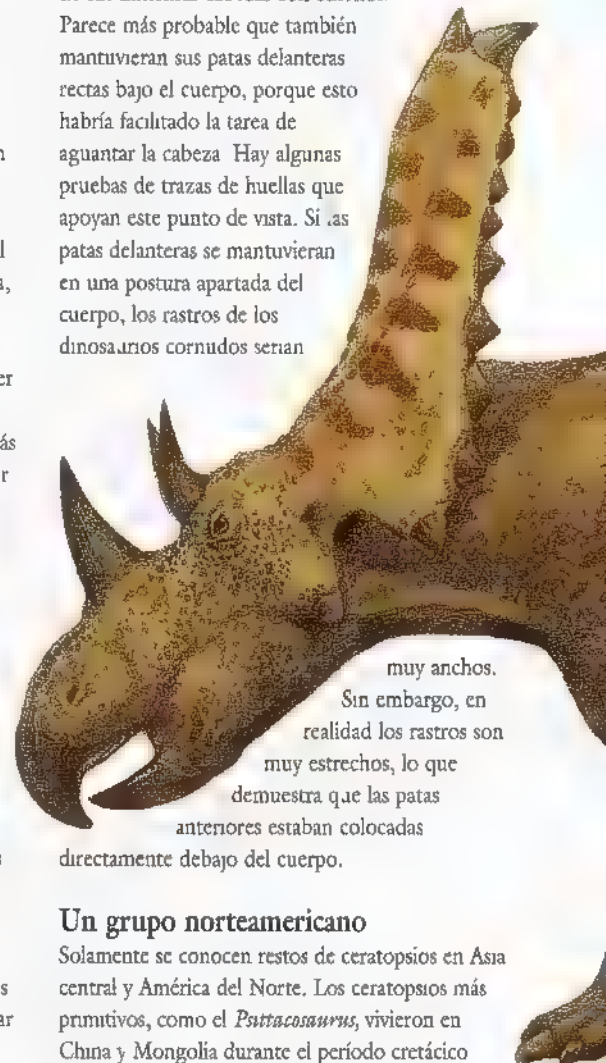 Parece más probable que también
mantuvieran sus patas delanteras
rectas bajo el cuerpo, porque esto
habría facilitado la tarea de
aguantar la cabeza Hay algunas
pruebas de trazas de huellas que
apoyan este punto de vista. Si las
patas delanteras se mantuvieran
en una postura apartada del
cuerpo, los rastros de los
dinosaurios cornudos serían
muy anchos.
Sin embargo, en
realidad los rastros son
muy estrechos, lo que
demuestra que las patas
anteriores estaban colocadas
directamente debajo del cuerpo.
Un grupo norteamericano
Solamente se conocen restos de ceratopsios en Asia
central y América del Norte. Los ceratopsios más
primitivos, como el Psittacosaurus, vivieron en
China y Mongolia durante el período cretácico